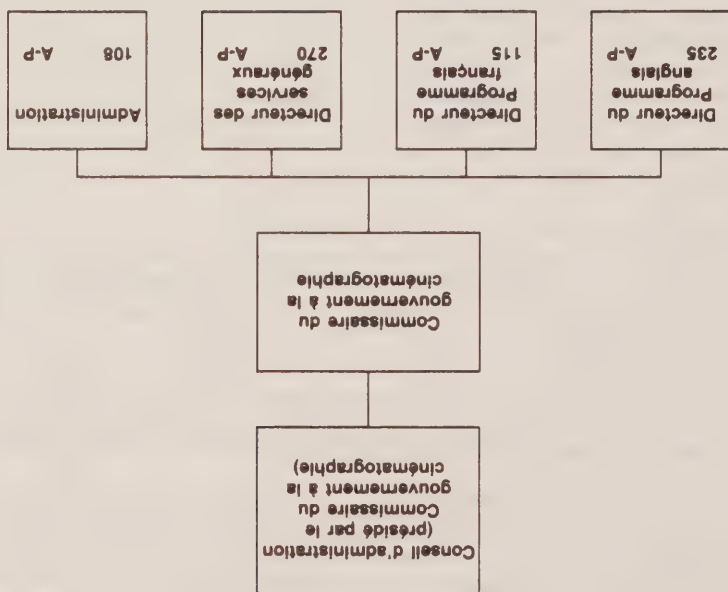 Conseil d'administration
(présidé par le
Commissaire du
gouvernement à la
cinématographie)
Commissaire du
gouvernement à la
cinématographie
Directeur du
Programme
anglais
235 A-P
Directeur du
Programme
français
115 A-P
Directeur des
services
généraux
270 A-P
Administration
108 A-P